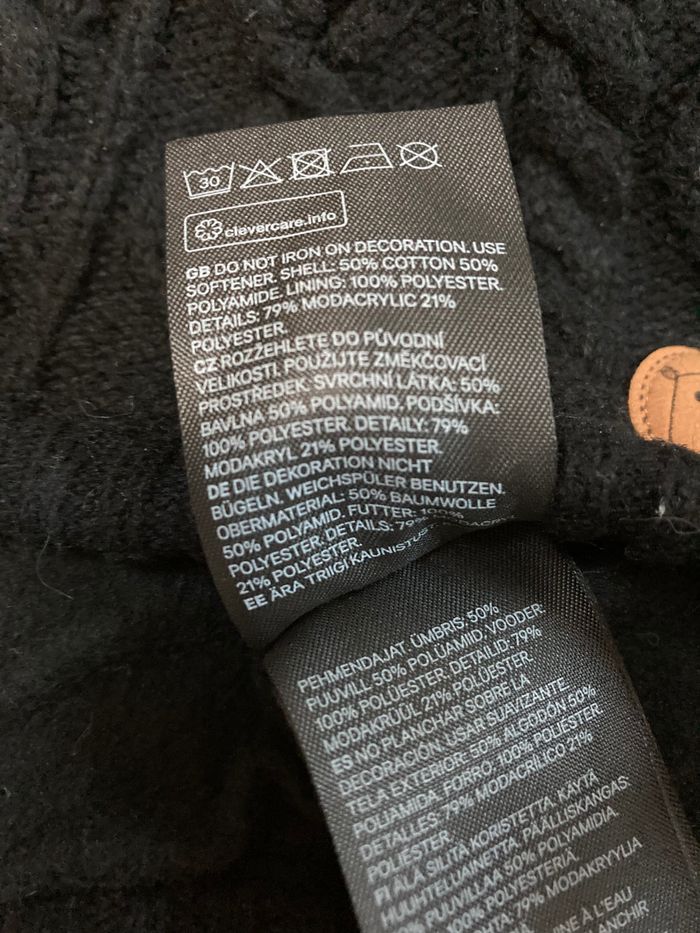 30
clevercare.info
GB DO NOT IRON ON DECORATION. USE
SOFTENER. SHELL: 50% COTTON 50%
POLYAMIDE. LINING: 100% POLYESTER.
DETAILS: 79% MODACRYLIC 21%
POLYESTER.
CZ ROZŽEHLETE DO PŮVODNÍ
VELIKOSTI. POUŽIJTE ZMĚKČOVACÍ
PROSTŘEDEK. SVRCHNÍ LÁTKA: 50%
BAVLNA 50% POLYAMID. PODŠÍVKA:
100% POLYESTER. DETAILY: 79%
MODAKRYL 21% POLYESTER.
DE DIE DEKORATION NICHT
BÜGELN. WEICHSPÜLER BENUTZEN.
OBERMATERIAL: 50% BAUMWOLLE
50% POLYAMID. FUTTER: 100%
POLYESTER. DETAILS: 79%
21% POLYESTER.
EE ÄRA TRIIGI
PEHMENDAJAT. ÜMBRIS: 50%
PUUVILL 50% POLÜAMIID. VOODER:
100% POLÜESTER. DETAILID: 79%
MODAKRÜÜL 21% POLÜESTER.
ES NO PLANCHAR SOBRE LA
DECORACIÓN. USAR SUAVIZANTE.
TELA EXTERIOR: 50% ALGODÓN 50%
POLIAMIDA. FORRO: 100% POLIÉSTER.
DETALLES: 79% MODACRÍLICO 21%
POLIÉSTER.
FI ÄLÄ SILITÄ KORISTETTA. KÄYTÄ
HUUHTELUAINETTA. PÄÄLLISKANGAS:
% PUUVILLAA 50% POLYAMIDIA.
100% POLYESTERIÄ.
79% MODAKRYYLIA
À L'EAU